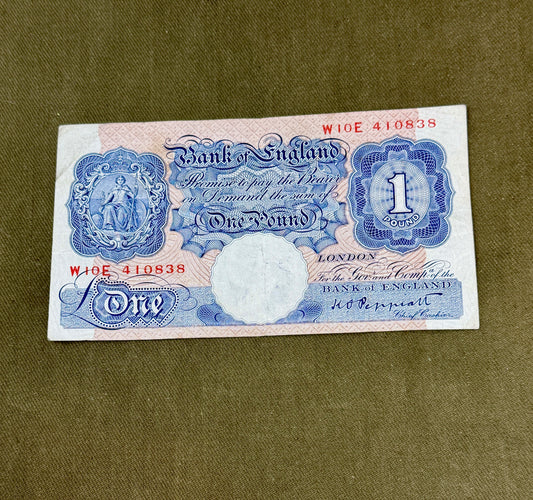 W10E 410838
Bank of England
Promise to pay the Bearer
on Demand the sum of
One Pound
1
POUND
LONDON
For the Govr and Compa of the
BANK OF ENGLAND
W10E 410838
£One
K O Peppiatt
Chief Cashier